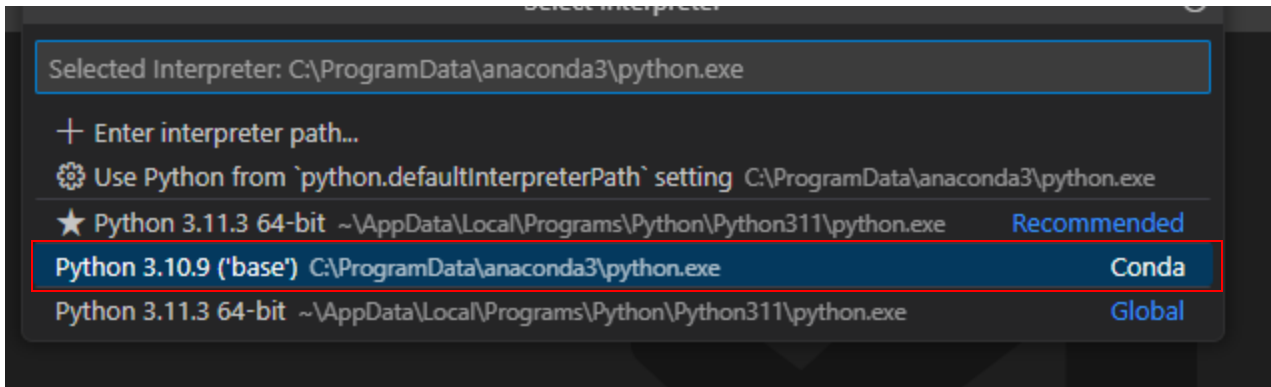 Select Interpreter
Selected Interpreter: C:\ProgramData\anaconda3\python.exe
+ Enter interpreter path...
Use Python from `python.defaultInterpreterPath` setting C:\ProgramData\anaconda3\python.exe
★ Python 3.11.3 64-bit ~\AppData\Local\Programs\Python\Python311\python.exe Recommended
Python 3.10.9 ('base') C:\ProgramData\anaconda3\python.exe Conda
Python 3.11.3 64-bit ~\AppData\Local\Programs\Python\Python311\python.exe Global